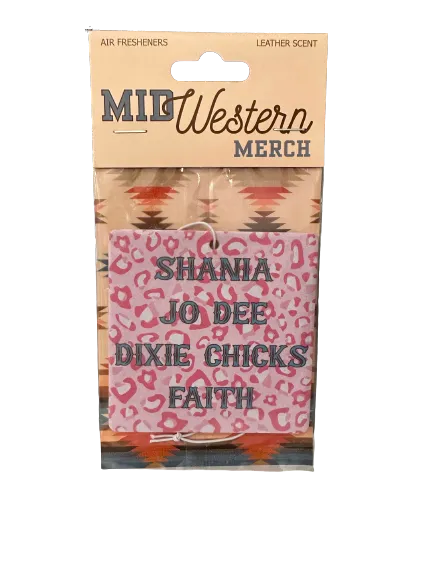 AIR FRESHENERS LEATHER SCENT
MID Western
MERCH
SHANIA
JO DEE
DIXIE CHICKS
FAITH